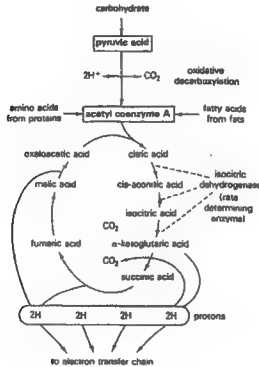 carbohydrate
pyruvic acid
2H⁺
CO₂
oxidative
decarboxylation
amino acids
from proteins
acetyl coenzyme A
fatty acids
from fats
oxaloacetic acid
citric acid
malic acid
cis-aconitic acid
isocitric
dehydrogenase
(rate
determining
enzyme)
isocitric acid
CO₂
fumaric acid
α-ketoglutaric acid
CO₂
succinic acid
2H 2H 2H 2H
protons
to electron transfer chain